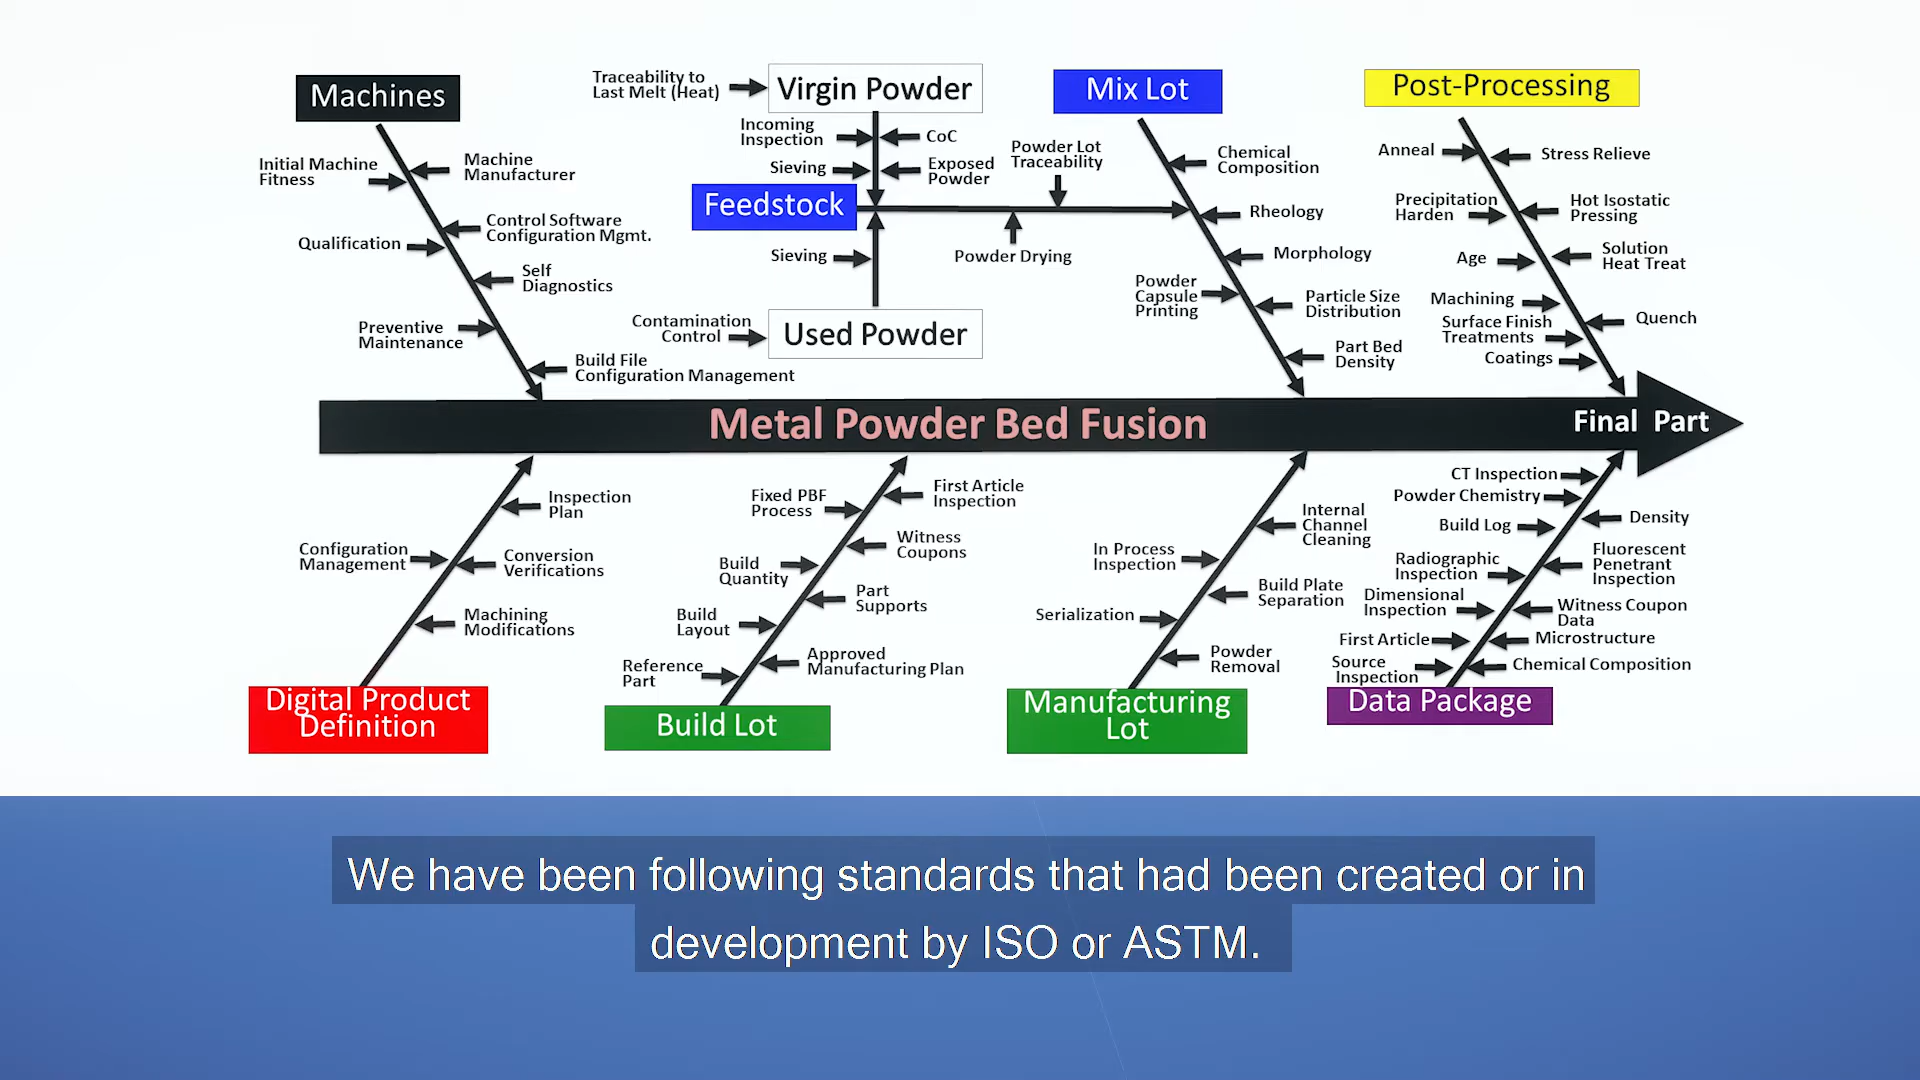 Machines
Initial Machine
Fitness
Machine
Manufacturer
Qualification
Control Software
Configuration Mgmt.
Self
Diagnostics
Preventive
Maintenance
Build File
Configuration Management
Traceability to
Last Melt (Heat)
Virgin Powder
Incoming
Inspection
CoC
Sieving
Exposed
Powder
Feedstock
Powder Lot
Traceability
Sieving
Powder Drying
Contamination
Control
Used Powder
Mix Lot
Chemical
Composition
Rheology
Morphology
Powder
Capsule
Printing
Particle Size
Distribution
Part Bed
Density
Post-Processing
Anneal
Stress Relieve
Precipitation
Harden
Hot Isostatic
Pressing
Age
Solution
Heat Treat
Machining
Quench
Surface Finish
Treatments
Coatings
Metal Powder Bed Fusion
Final Part
Inspection
Plan
Configuration
Management
Conversion
Verifications
Machining
Modifications
Digital Product
Definition
Fixed PBF
Process
First Article
Inspection
Witness
Coupons
Build
Quantity
Part
Supports
Build
Layout
Approved
Manufacturing Plan
Reference
Part
Build Lot
Internal
Channel
Cleaning
In Process
Inspection
Build Plate
Separation
Serialization
Powder
Removal
Manufacturing
Lot
CT Inspection
Powder Chemistry
Density
Build Log
Fluorescent
Penetrant
Inspection
Radiographic
Inspection
Dimensional
Inspection
Witness Coupon
Data
First Article
Microstructure
Source
Inspection
Chemical Composition
Data Package
We have been following standards that had been created or in
development by ISO or ASTM.